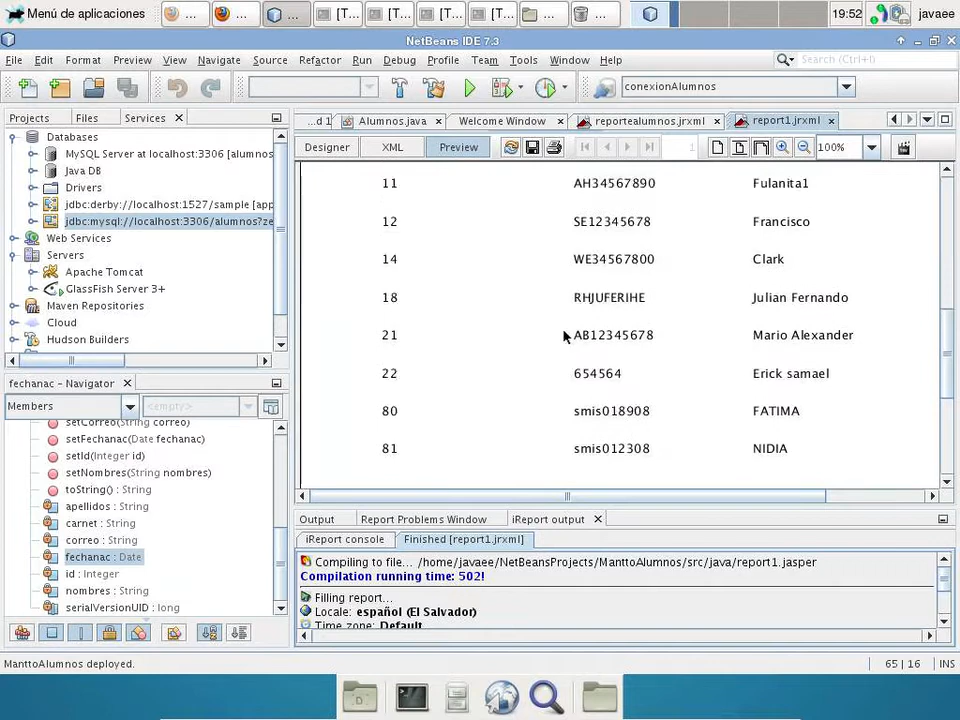 Menú de aplicaciones
...
...
...
[T...
[T...
[T...
[T...
...
...
19:52
javaee
NetBeans IDE 7.3
File Edit Format Preview View Navigate Source Refactor Run Debug Profile Team Tools Window Help
Search (Ctrl+I)
conexionAlumnos
Projects Files Services
...d 1 Alumnos.java Welcome Window reportealumnos.jrxml report1.jrxml
Designer XML Preview 1 100%
Databases
MySQL Server at localhost:3306 [alumnos
Java DB
Drivers
jdbc:derby://localhost:1527/sample [app
jdbc:mysql://localhost:3306/alumnos?ze
Web Services
Servers
Apache Tomcat
GlassFish Server 3+
Maven Repositories
Cloud
Hudson Builders
11 AH34567890 Fulanita1
12 SE12345678 Francisco
14 WE34567800 Clark
18 RHJUFERIHE Julian Fernando
21 AB12345678 Mario Alexander
22 654564 Erick samael
80 smis018908 FATIMA
81 smis012308 NIDIA
fechanac - Navigator
Members <empty>
setCorreo(String correo)
setFechanac(Date fechanac)
setId(Integer id)
setNombres(String nombres)
toString() : String
apellidos : String
carnet : String
correo : String
fechanac : Date
id : Integer
nombres : String
serialVersionUID : long
Output Report Problems Window iReport output
iReport console Finished [report1.jrxml]
Compiling to file... /home/javaee/NetBeansProjects/ManttoAlumnos/src/java/report1.jasper
Compilation running time: 502!
Filling report...
Locale: español (El Salvador)
Time zone: Default
ManttoAlumnos deployed.
65 | 16 INS